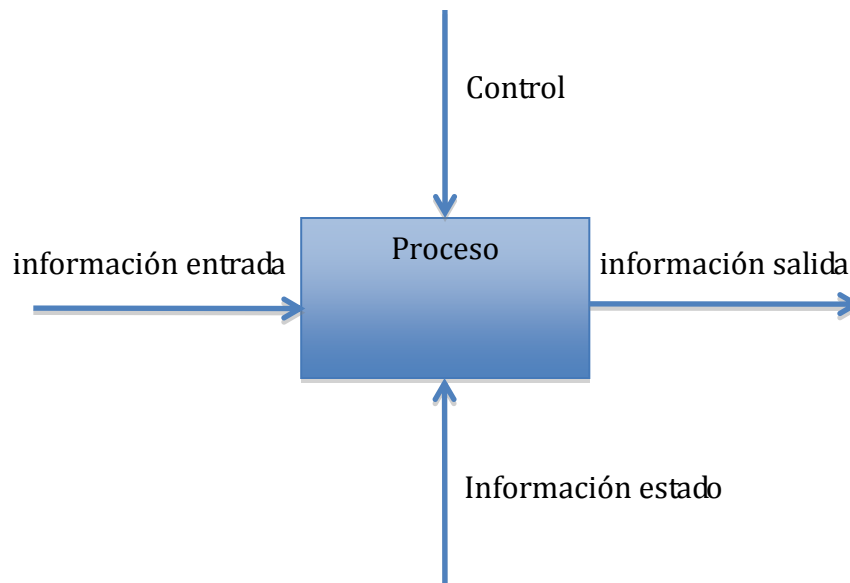 Control
Proceso
información entrada
información salida
Información estado